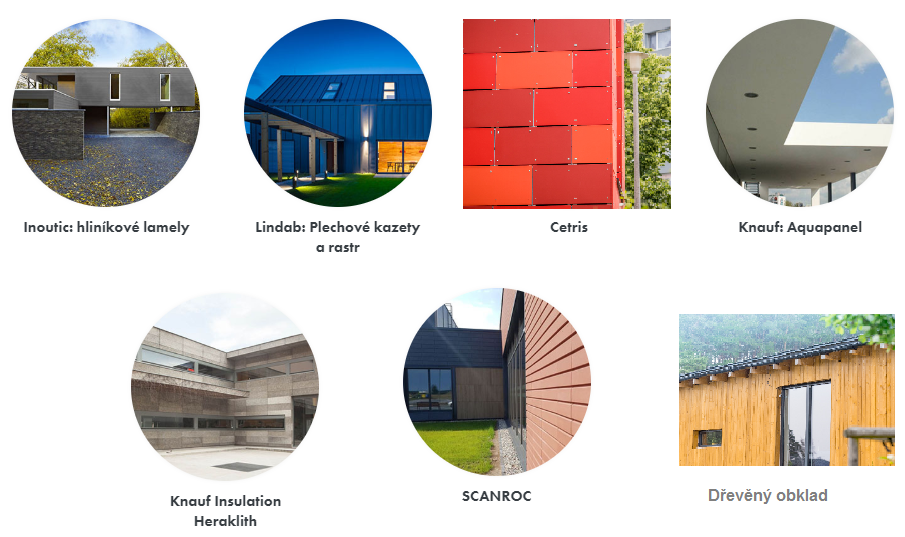 Inoutic: hliníkové lamely
Lindab: Plechové kazety
a rastr
Cetris
Knauf: Aquapanel
Knauf Insulation
Heraklith
SCANROC
Dřevěný obklad